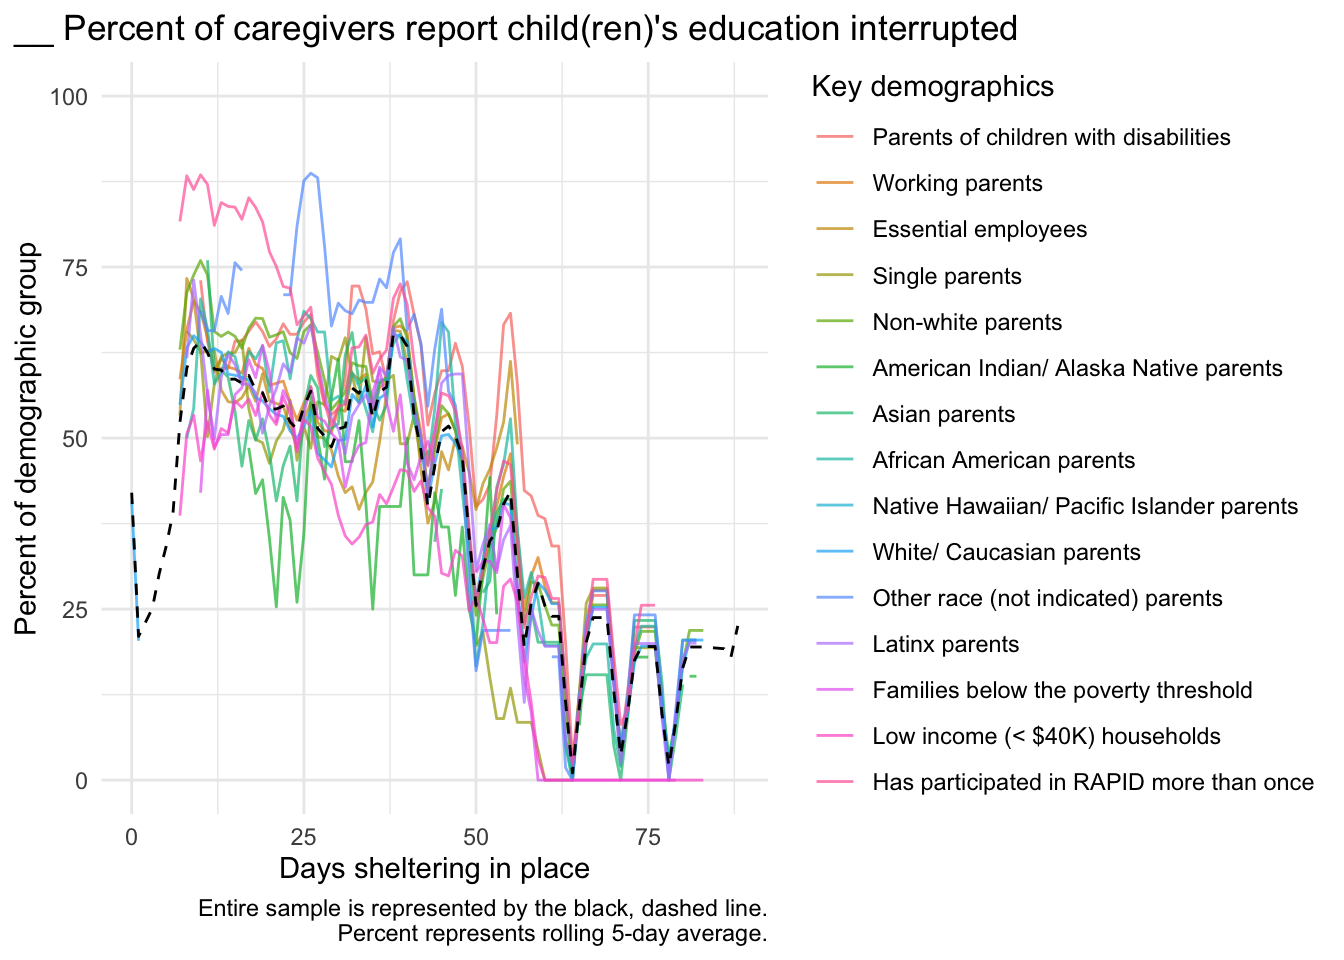 __ Percent of caregivers report child(ren)'s education interrupted
Percent of demographic group
100
75
50
25
0
0
25
50
75
Days sheltering in place
Key demographics
Parents of children with disabilities
Working parents
Essential employees
Single parents
Non-white parents
American Indian/ Alaska Native parents
Asian parents
African American parents
Native Hawaiian/ Pacific Islander parents
White/ Caucasian parents
Other race (not indicated) parents
Latinx parents
Families below the poverty threshold
Low income (< $40K) households
Has participated in RAPID more than once
Entire sample is represented by the black, dashed line.
Percent represents rolling 5-day average.